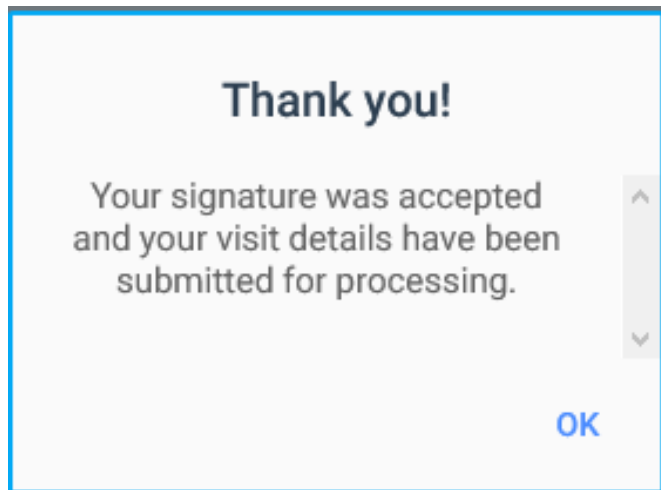 Thank you!
Your signature was accepted
and your visit details have been
submitted for processing.
OK